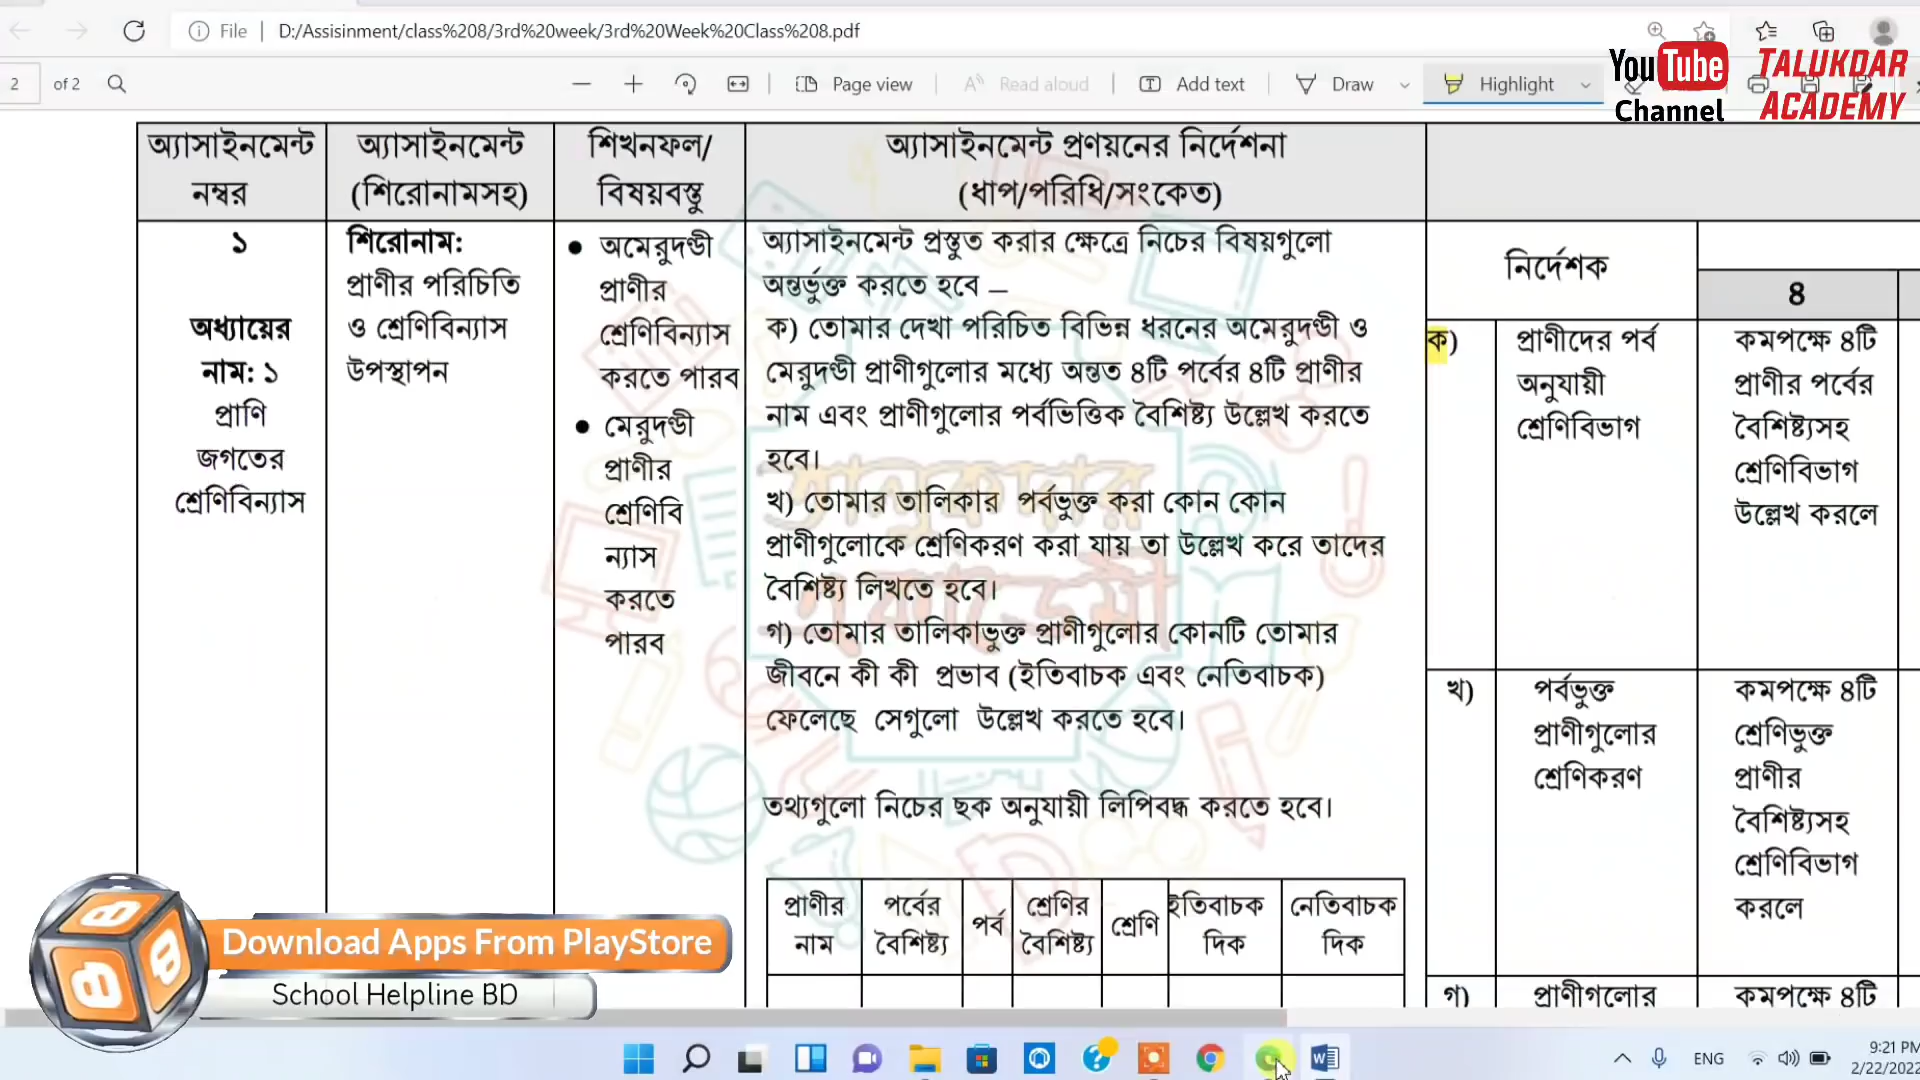 File | D:/Assisinment/class%208/3rd%20week/3rd%20Week%20Class%208.pdf
2 of 2 Page view Read aloud Add text Draw Highlight
YouTube Channel
TALUKDAR ACADEMY
অ্যাসাইনমেন্ট নম্বর
অ্যাসাইনমেন্ট (শিরোনামসহ)
শিখনফল/ বিষয়বস্তু
অ্যাসাইনমেন্ট প্রণয়নের নির্দেশনা
(ধাপ/পরিধি/সংকেত)
১
অধ্যায়ের
নাম: ১
প্রাণি
জগতের
শ্রেণিবিন্যাস
শিরোনাম:
প্রাণীর পরিচিতি
ও শ্রেণিবিন্যাস
উপস্থাপন
● অমেরুদণ্ডী
প্রাণীর
শ্রেণিবিন্যাস
করতে পারব
● মেরুদণ্ডী
প্রাণীর
শ্রেণিবি
ন্যাস
করতে
পারব
অ্যাসাইনমেন্ট প্রস্তুত করার ক্ষেত্রে নিচের বিষয়গুলো
অন্তর্ভুক্ত করতে হবে –
ক) তোমার দেখা পরিচিত বিভিন্ন ধরনের অমেরুদণ্ডী ও
মেরুদণ্ডী প্রাণীগুলোর মধ্যে অন্তত ৪টি পর্বের ৪টি প্রাণীর
নাম এবং প্রাণীগুলোর পর্বভিত্তিক বৈশিষ্ট্য উল্লেখ করতে
হবে।
খ) তোমার তালিকার পর্বভুক্ত করা কোন কোন
প্রাণীগুলোকে শ্রেণিকরণ করা যায় তা উল্লেখ করে তাদের
বৈশিষ্ট্য লিখতে হবে।
গ) তোমার তালিকাভুক্ত প্রাণীগুলোর কোনটি তোমার
জীবনে কী কী প্রভাব (ইতিবাচক এবং নেতিবাচক)
ফেলেছে সেগুলো উল্লেখ করতে হবে।
তথ্যগুলো নিচের ছক অনুযায়ী লিপিবদ্ধ করতে হবে।
প্রাণীর নাম
পর্বের বৈশিষ্ট্য
পর্ব
শ্রেণির বৈশিষ্ট্য
শ্রেণি
ইতিবাচক দিক
নেতিবাচক দিক
নির্দেশক
৪
ক)
প্রাণীদের পর্ব
অনুযায়ী
শ্রেণিবিভাগ
কমপক্ষে ৪টি
প্রাণীর পর্বের
বৈশিষ্ট্যসহ
শ্রেণিবিভাগ
উল্লেখ করলে
খ)
পর্বভুক্ত
প্রাণীগুলোর
শ্রেণিকরণ
কমপক্ষে ৪টি
শ্রেণিভুক্ত
প্রাণীর
বৈশিষ্ট্যসহ
শ্রেণিবিভাগ
করলে
গ)
প্রাণীগলোর
কমপক্ষে ৪টি
তালুকদার
একাডেমী
Download Apps From PlayStore
School Helpline BD
ENG
9:21 PM
2/22/2022